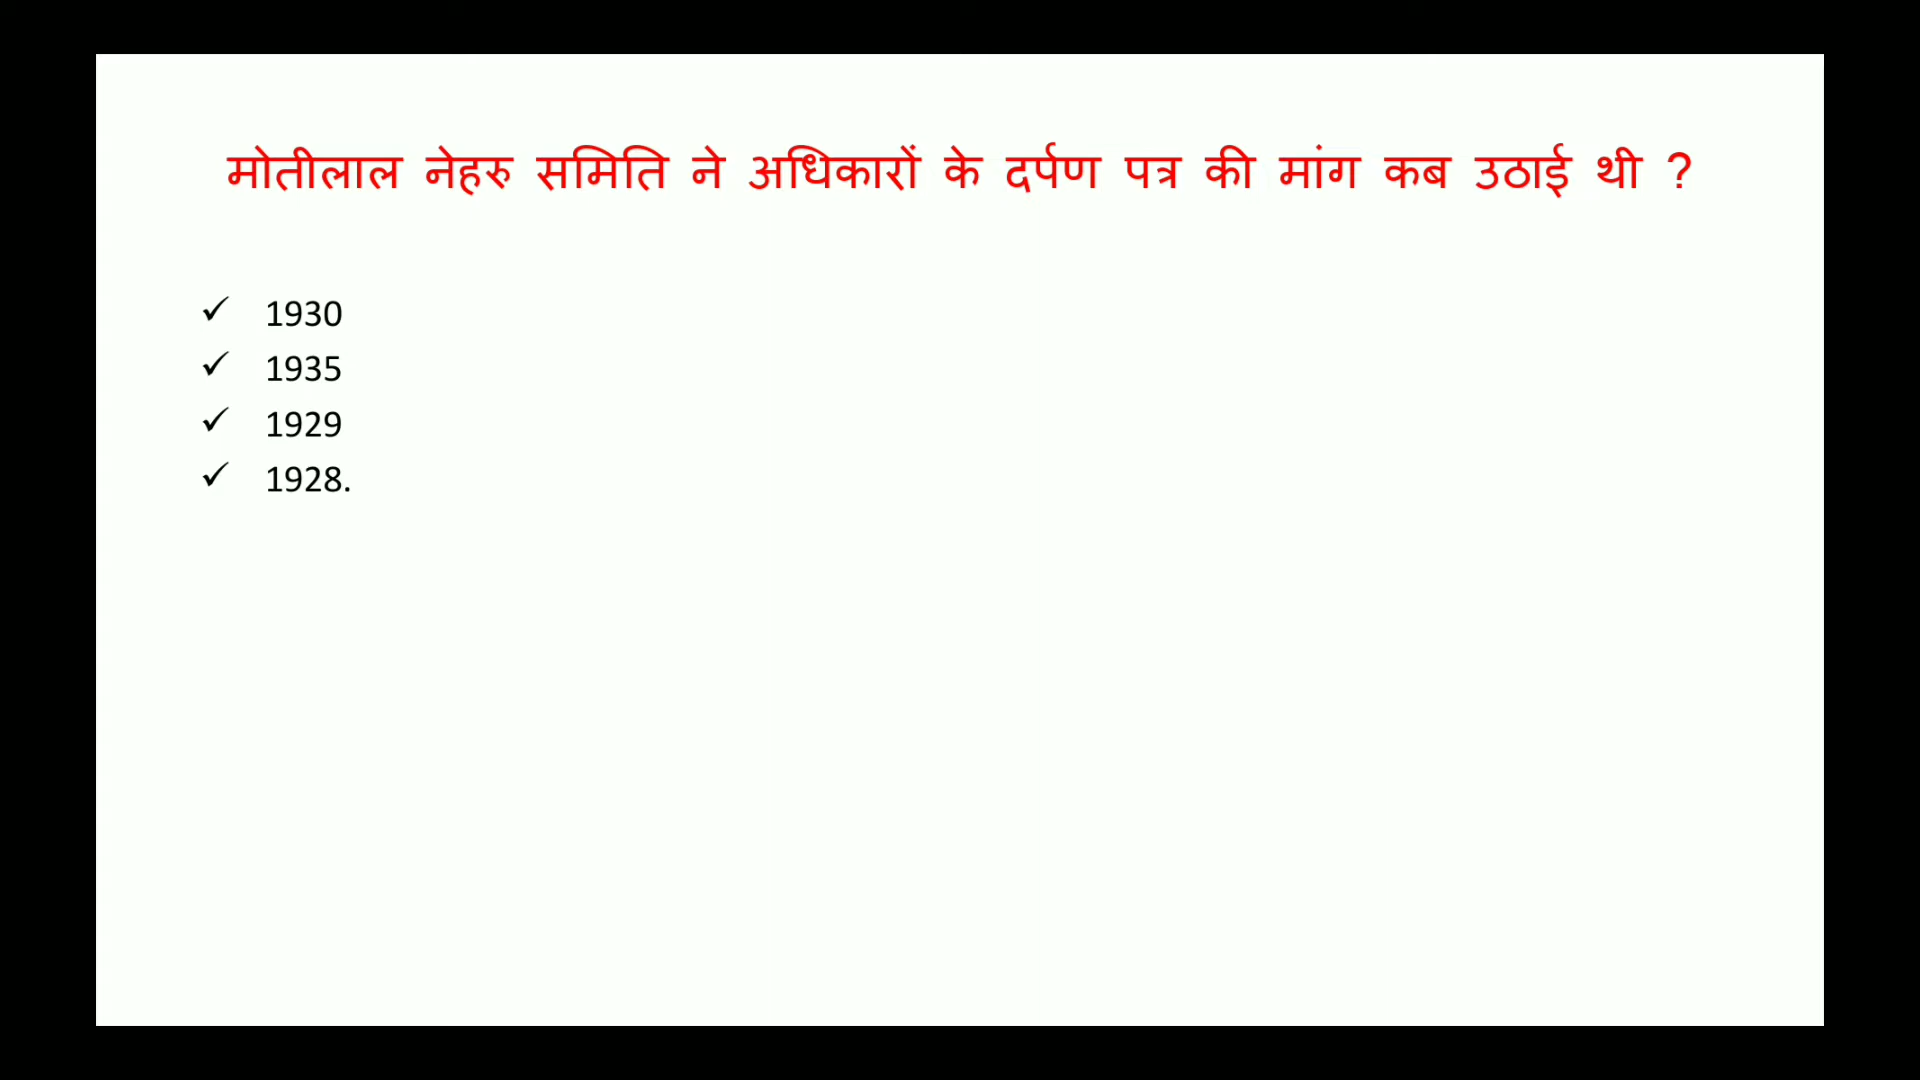 मोतीलाल नेहरु समिति ने अधिकारों के दर्पण पत्र की मांग कब उठाई थी ?
✓ 1930
✓ 1935
✓ 1929
✓ 1928.